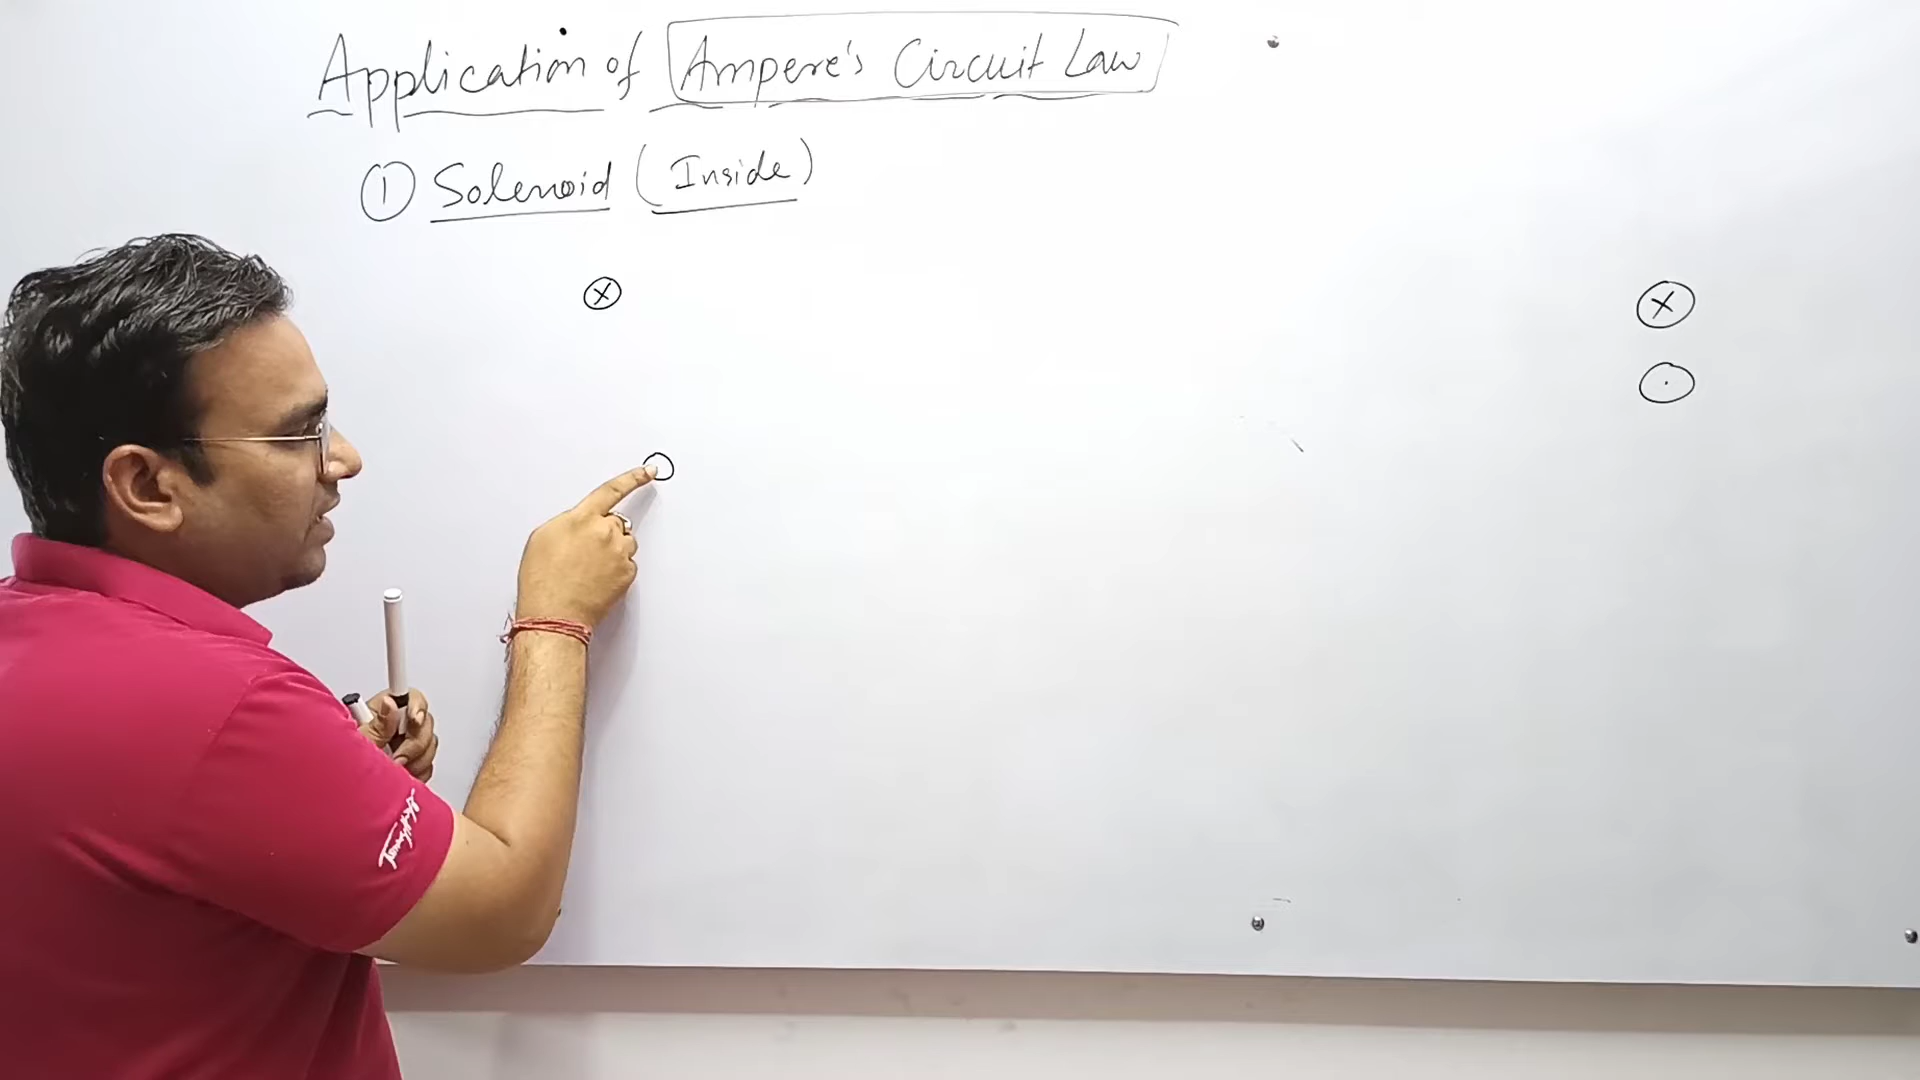 Application of Ampere's Circuit Law
① Solenoid (Inside)